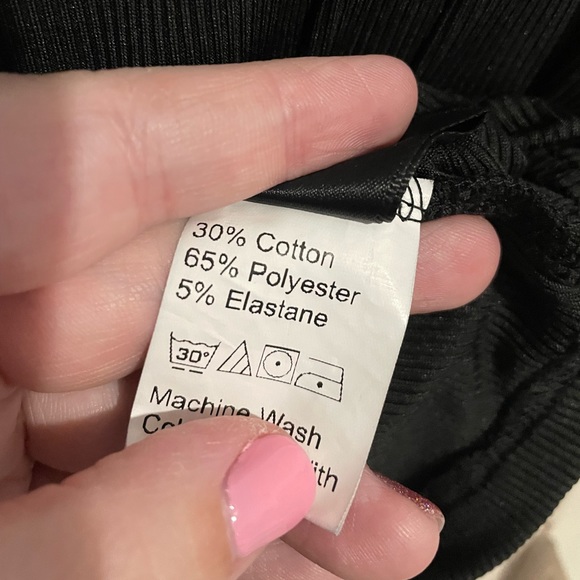 30% Cotton
65% Polyester
5% Elastane
30°
Machine Wash